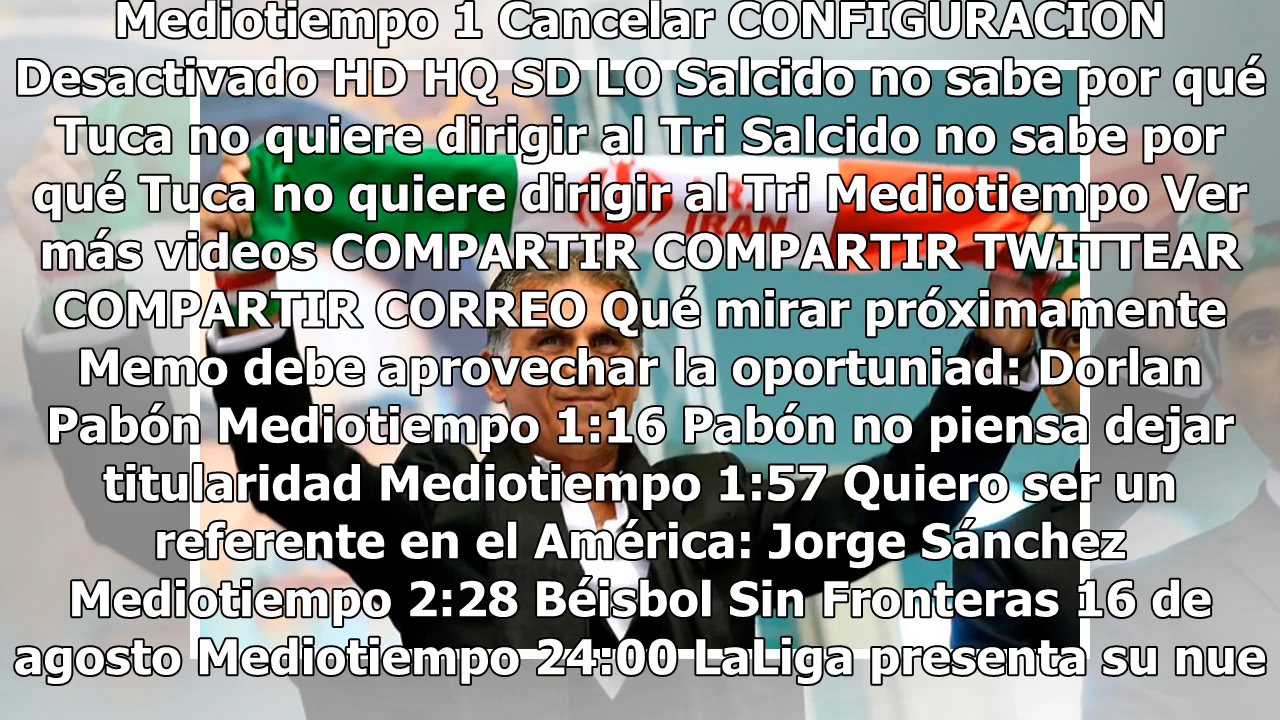 Mediotiempo 1 Cancelar CONFIGURACIÓN
Desactivado HD HQ SD LO Salcido no sabe por qué
Tuca no quiere dirigir al Tri Salcido no sabe por
qué Tuca no quiere dirigir al Tri Mediotiempo Ver
más videos COMPARTIR COMPARTIR TWITTEAR
COMPARTIR CORREO Qué mirar próximamente
Memo debe aprovechar la oportuniad: Dorlan
Pabón Mediotiempo 1:16 Pabón no piensa dejar
titularidad Mediotiempo 1:57 Quiero ser un
referente en el América: Jorge Sánchez
Mediotiempo 2:28 Béisbol Sin Fronteras 16 de
agosto Mediotiempo 24:00 LaLiga presenta su nue
IRAN